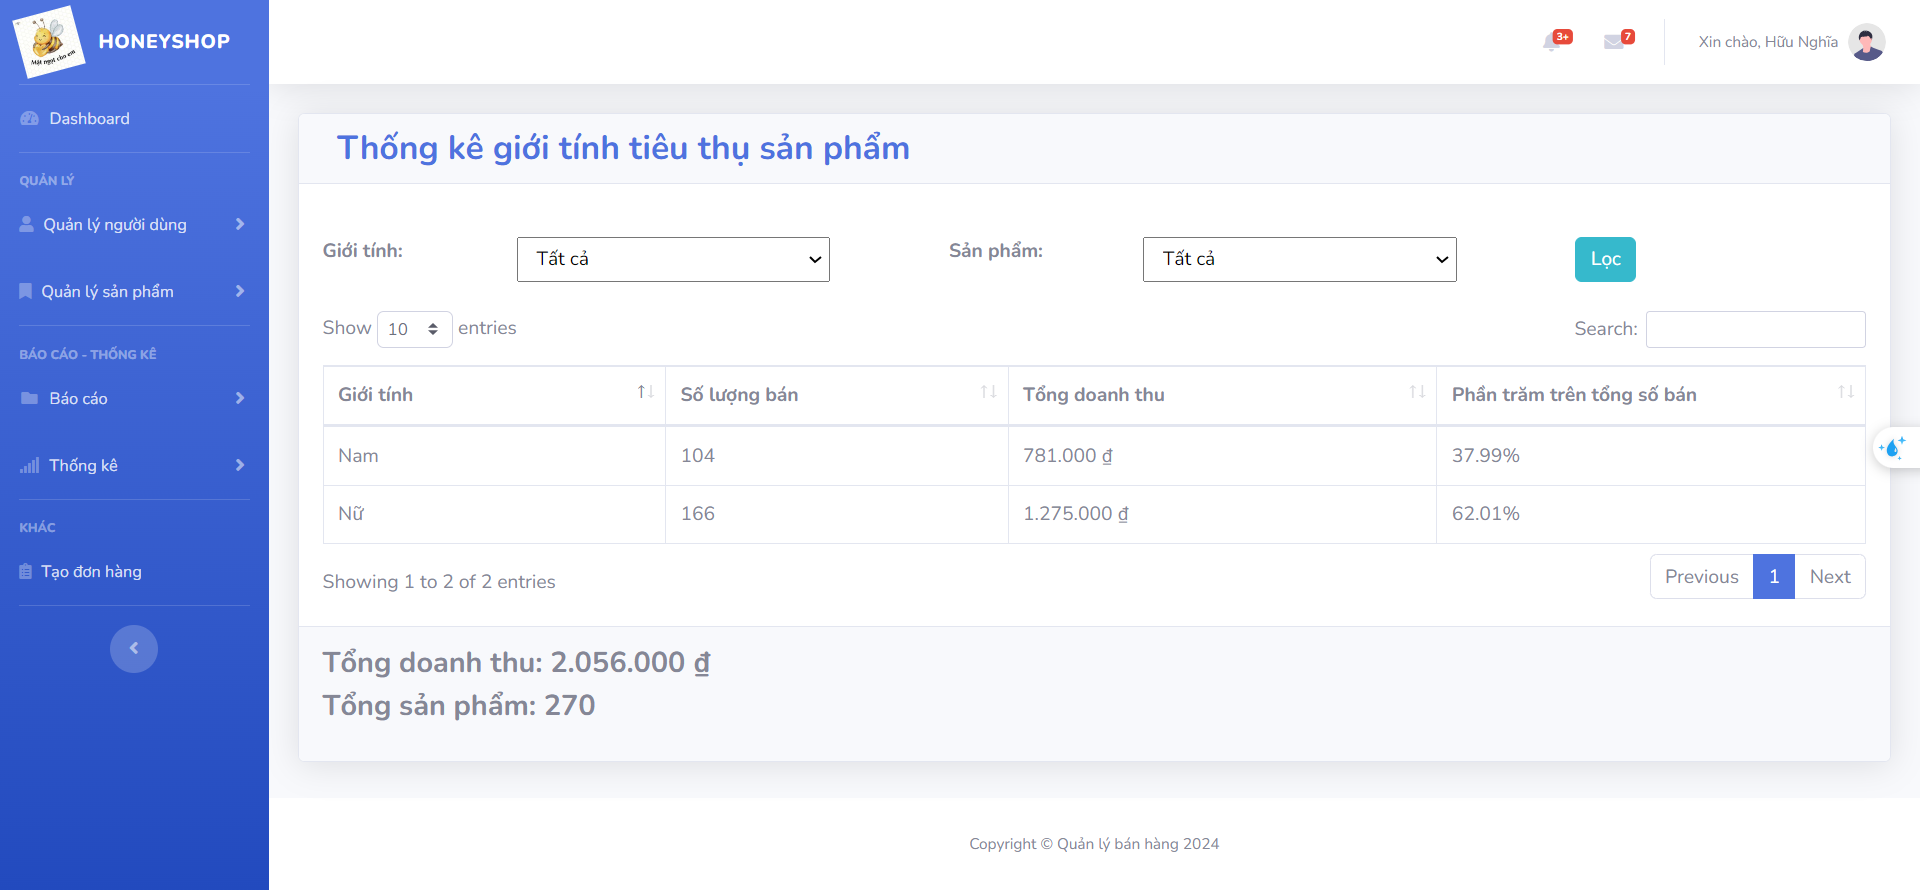 Mật ngọt cho em
HONEYSHOP
3+
7
Xin chào, Hữu Nghĩa
Dashboard
QUẢN LÝ
Quản lý người dùng
Quản lý sản phẩm
BÁO CÁO - THỐNG KÊ
Báo cáo
Thống kê
KHÁC
Tạo đơn hàng
Thống kê giới tính tiêu thụ sản phẩm
Giới tính: Tất cả Sản phẩm: Tất cả Lọc
Show 10 entries Search:
Giới tính Số lượng bán Tổng doanh thu Phần trăm trên tổng số bán
Nam 104 781.000 ₫ 37.99%
Nữ 166 1.275.000 ₫ 62.01%
Showing 1 to 2 of 2 entries Previous 1 Next
Tổng doanh thu: 2.056.000 ₫
Tổng sản phẩm: 270
Copyright © Quản lý bán hàng 2024